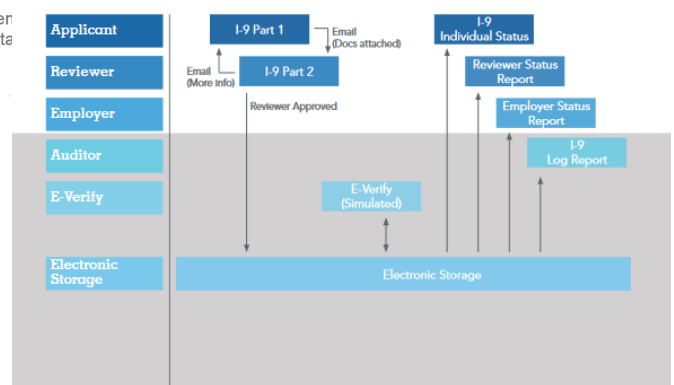 Applicant
I-9 Part 1
Email
(Docs attached)
I-9
Individual Status
Reviewer
Email
(More info)
I-9 Part 2
Reviewer Status
Report
Employer
Reviewer Approved
Employer Status
Report
Auditor
I-9
Log Report
E-Verify
E-Verify
(Simulated)
Electronic
Storage
Electronic Storage